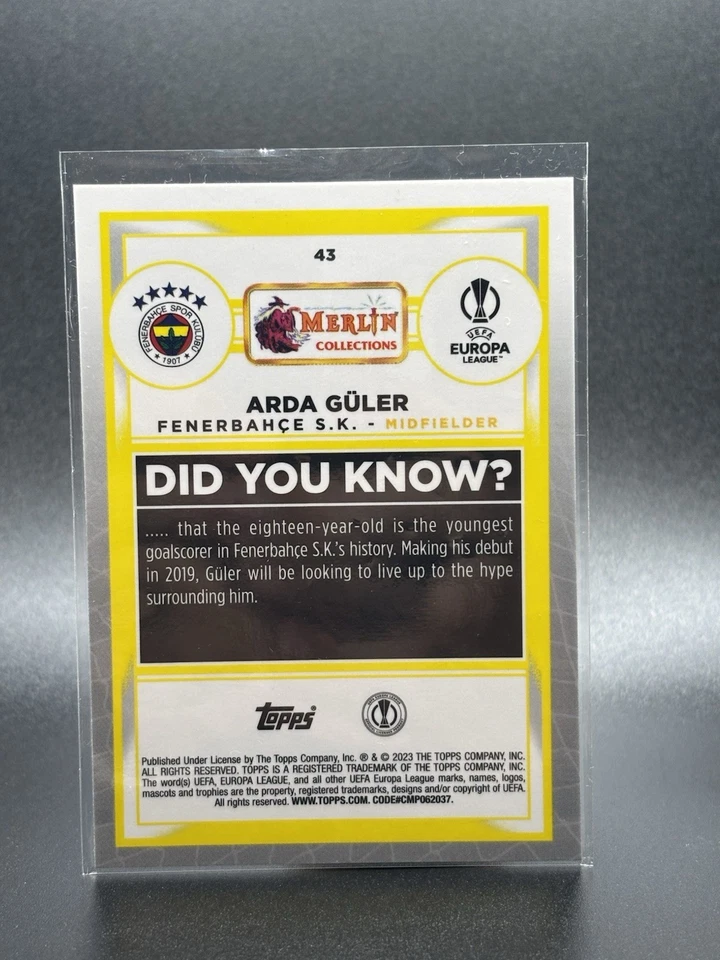 43
FENERBAHÇE SPOR KULÜBÜ
★ 1907 ★
MERLIN
COLLECTIONS
UEFA
EUROPA
LEAGUE™
ARDA GÜLER
FENERBAHÇE S.K. - MIDFIELDER
DID YOU KNOW?
..... that the eighteen-year-old is the youngest
goalscorer in Fenerbahçe S.K.'s history. Making his debut
in 2019, Güler will be looking to live up to the hype
surrounding him.
Topps®
Published Under License by The Topps Company, Inc. ® & © 2023 THE TOPPS COMPANY, INC.
ALL RIGHTS RESERVED. TOPPS IS A REGISTERED TRADEMARK OF THE TOPPS COMPANY, INC.
The word(s) UEFA, EUROPA LEAGUE, and all other UEFA Europa League marks, names, logos,
mascots and trophies are the property, registered trademarks, designs and/or copyright of UEFA.
All rights reserved. WWW.TOPPS.COM. CODE#CMP062037.